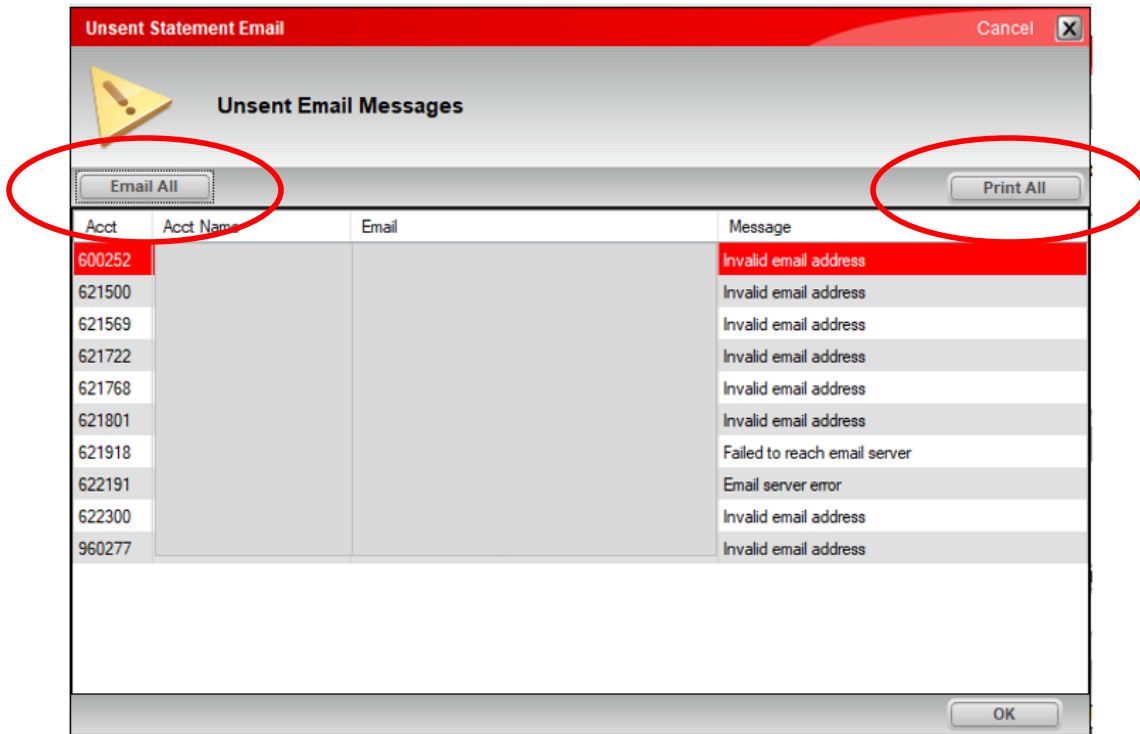 Unsent Statement Email Cancel X
Unsent Email Messages
Email All Print All
Acct Acct Name Email Message
600252 Invalid email address
621500 Invalid email address
621569 Invalid email address
621722 Invalid email address
621768 Invalid email address
621801 Invalid email address
621918 Failed to reach email server
622191 Email server error
622300 Invalid email address
960277 Invalid email address
OK